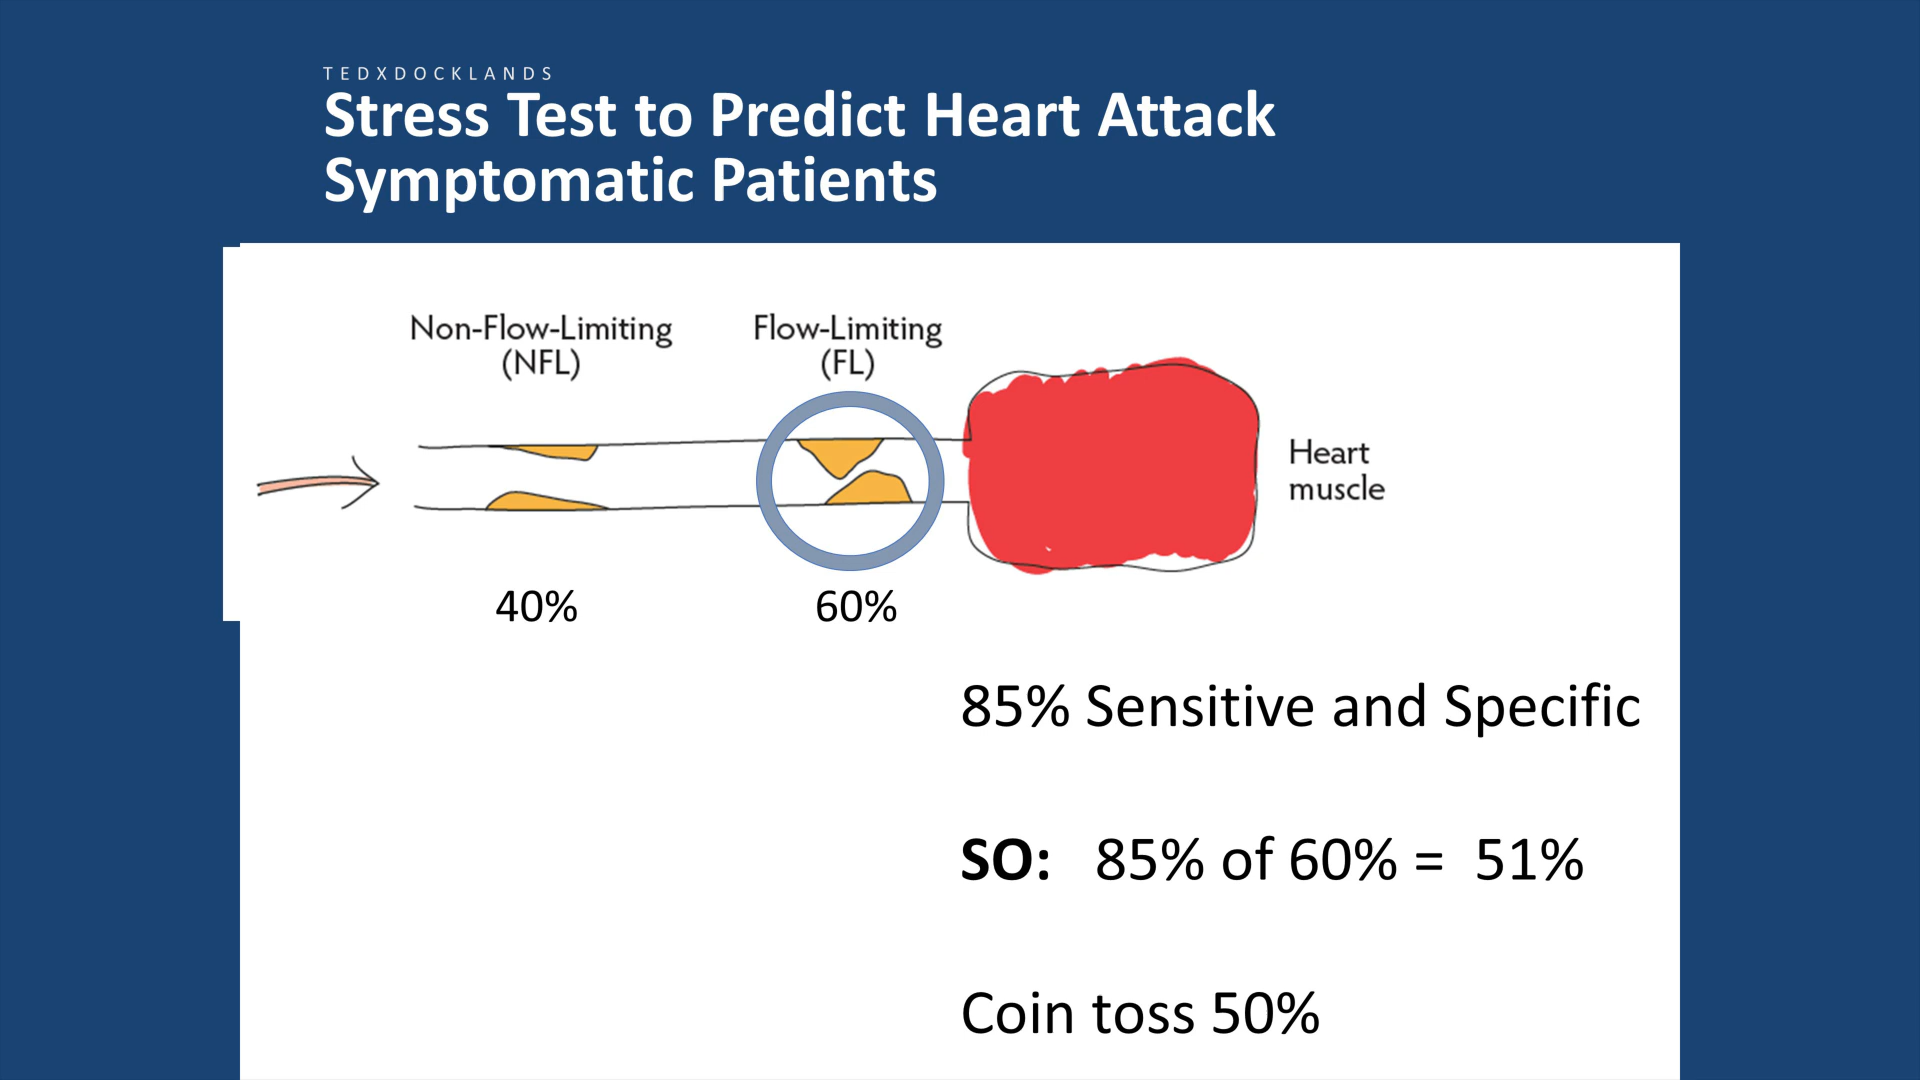 TEDXDOCKLANDS
Stress Test to Predict Heart Attack
Symptomatic Patients
Non-Flow-Limiting
(NFL)
Flow-Limiting
(FL)
Heart
muscle
40%
60%
85% Sensitive and Specific
SO: 85% of 60% = 51%
Coin toss 50%